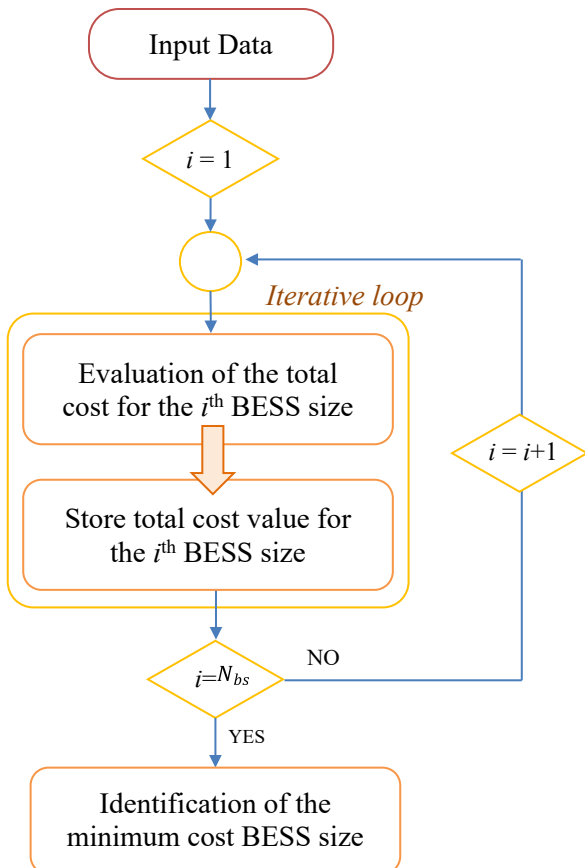 Input Data
i = 1
Iterative loop
Evaluation of the total
cost for the iᵗʰ BESS size
i = i+1
Store total cost value for
the iᵗʰ BESS size
i=N_bs
NO
YES
Identification of the
minimum cost BESS size